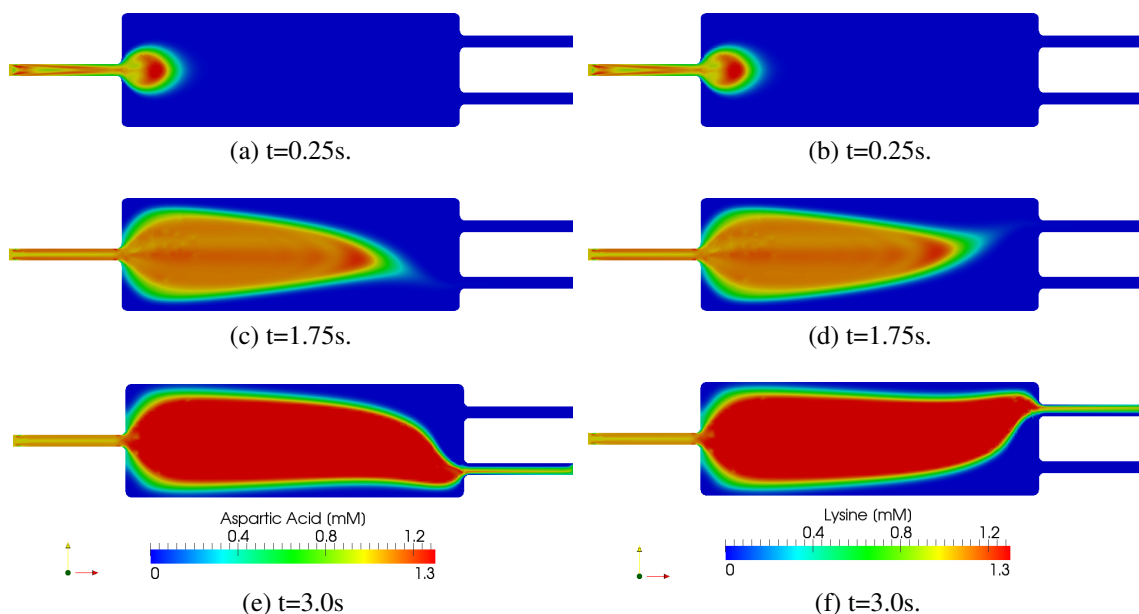 (a) t=0.25s.
(b) t=0.25s.
(c) t=1.75s.
(d) t=1.75s.
Aspartic Acid [mM]
0.4
0.8
1.2
0
1.3
(e) t=3.0s
Lysine [mM]
0.4
0.8
1.2
0
1.3
(f) t=3.0s.